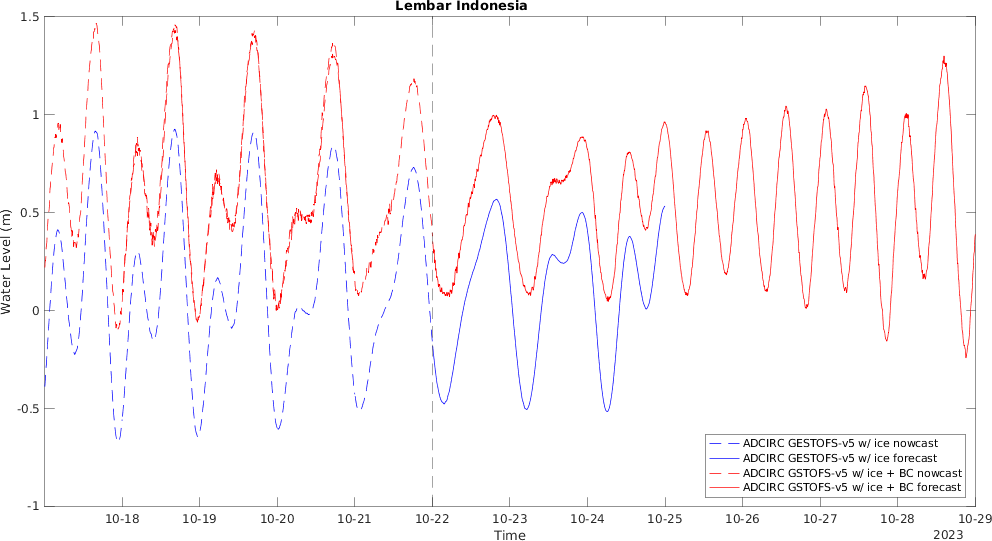 Lembar Indonesia
1.5
1
0.5
0
-0.5
-1
Water Level (m)
10-18 10-19 10-20 10-21 10-22 10-23 10-24 10-25 10-26 10-27 10-28 10-29
Time
2023
ADCIRC GESTOFS-v5 w/ ice nowcast
ADCIRC GESTOFS-v5 w/ ice forecast
ADCIRC GSTOFS-v5 w/ ice + BC nowcast
ADCIRC GSTOFS-v5 w/ ice + BC forecast